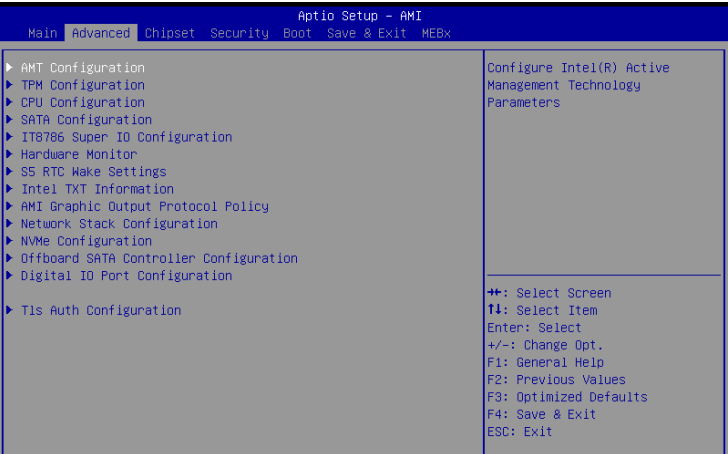 Aptio Setup – AMI
Main Advanced Chipset Security Boot Save & Exit MEBx
AMT Configuration
TPM Configuration
CPU Configuration
SATA Configuration
IT8786 Super IO Configuration
Hardware Monitor
S5 RTC Wake Settings
Intel TXT Information
AMI Graphic Output Protocol Policy
Network Stack Configuration
NVMe Configuration
Offboard SATA Controller Configuration
Digital IO Port Configuration
Tls Auth Configuration
Configure Intel(R) Active
Management Technology
Parameters
→←: Select Screen
↑↓: Select Item
Enter: Select
+/-: Change Opt.
F1: General Help
F2: Previous Values
F3: Optimized Defaults
F4: Save & Exit
ESC: Exit